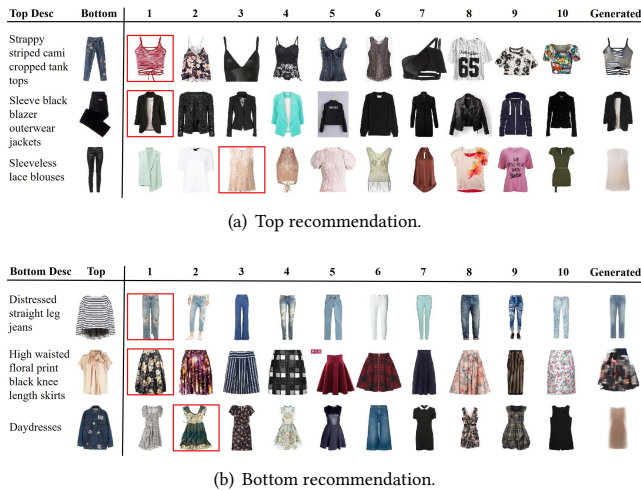 Top Desc Bottom 1 2 3 4 5 6 7 8 9 10 Generated
Strappy
striped cami
cropped tank
tops
65
Sleeve black
blazer
outerwear
jackets
Sleeveless
lace blouses
(a) Top recommendation.
Bottom Desc Top 1 2 3 4 5 6 7 8 9 10 Generated
Distressed
straight leg
jeans
High waisted
floral print
black knee
length skirts
Daydresses
(b) Bottom recommendation.